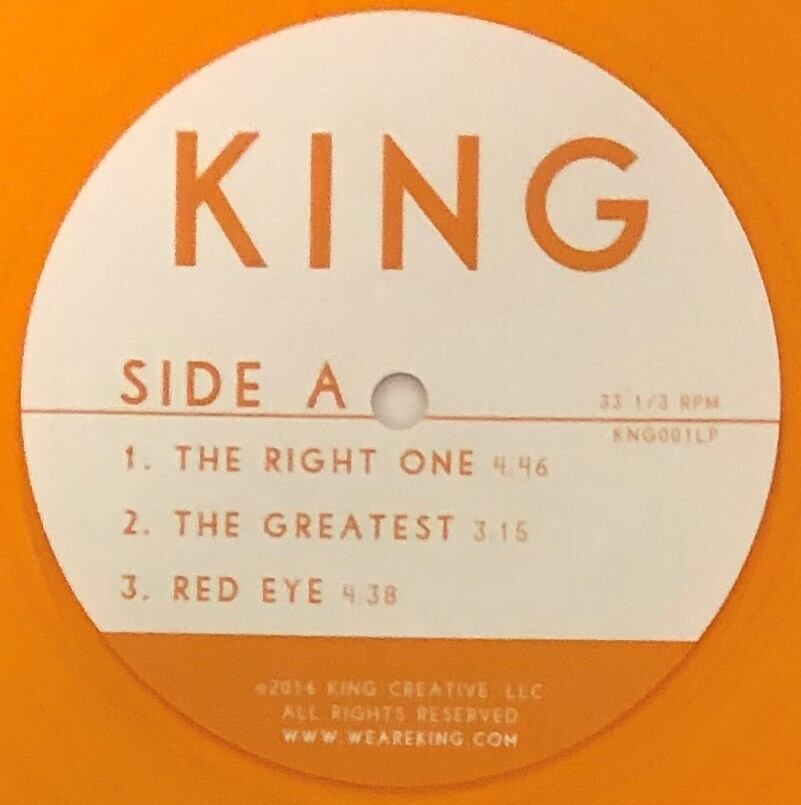 KING
SIDE A
33 1/3 RPM
KNG001LP
1. THE RIGHT ONE 4:46
2. THE GREATEST 3:15
3. RED EYE 4:38
©2016 KING CREATIVE, LLC
ALL RIGHTS RESERVED
WWW.WEAREKING.COM